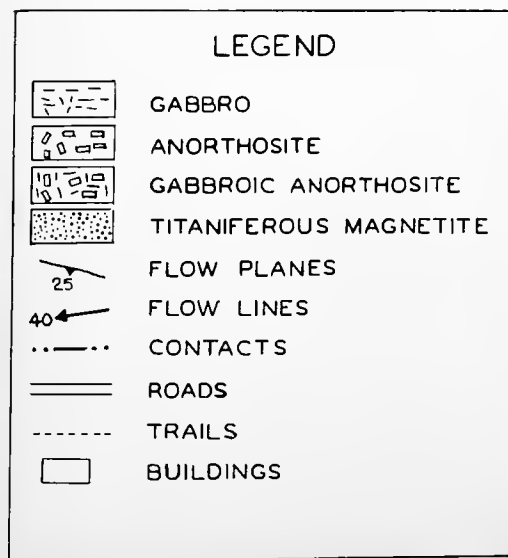 LEGEND
GABBRO
ANORTHOSITE
GABBROIC ANORTHOSITE
TITANIFEROUS MAGNETITE
25 FLOW PLANES
40 FLOW LINES
CONTACTS
ROADS
TRAILS
BUILDINGS